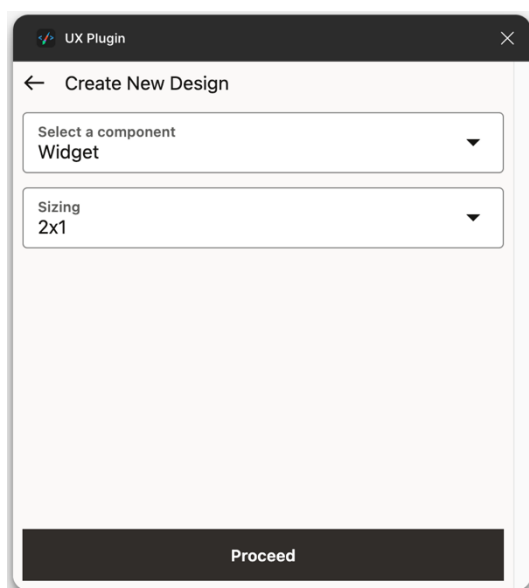 UX Plugin
Create New Design
Select a component
Widget
Sizing
2x1
Proceed